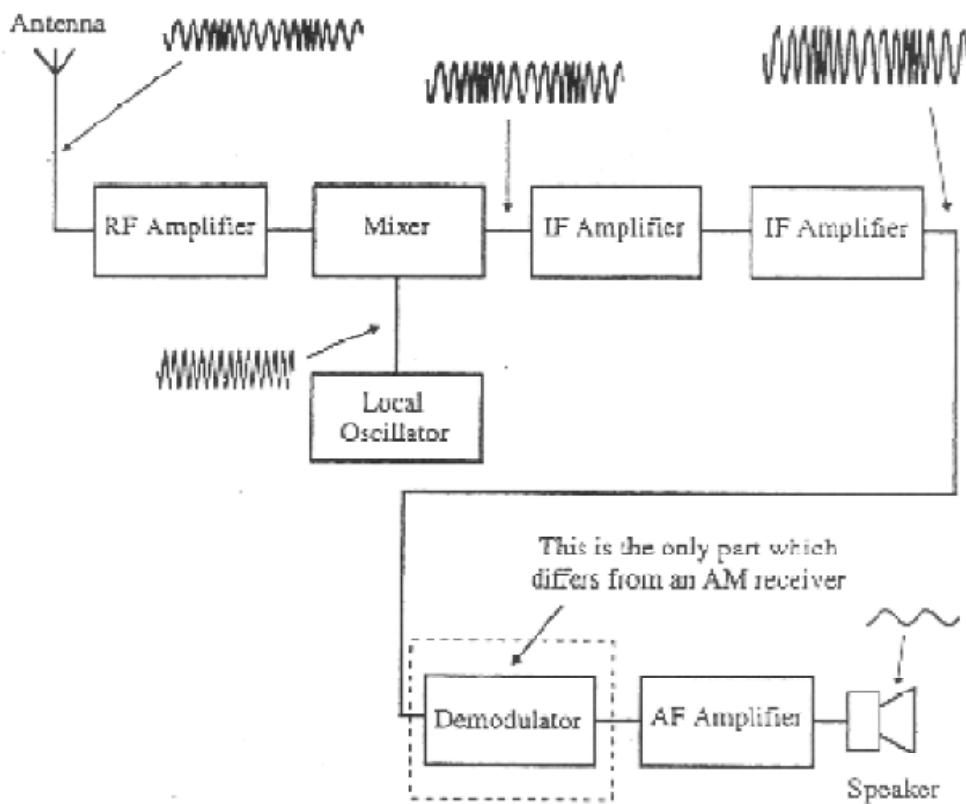 Antenna
RF Amplifier
Mixer
IF Amplifier
IF Amplifier
Local
Oscillator
This is the only part which
differs from an AM receiver
Demodulator
AF Amplifier
Speaker